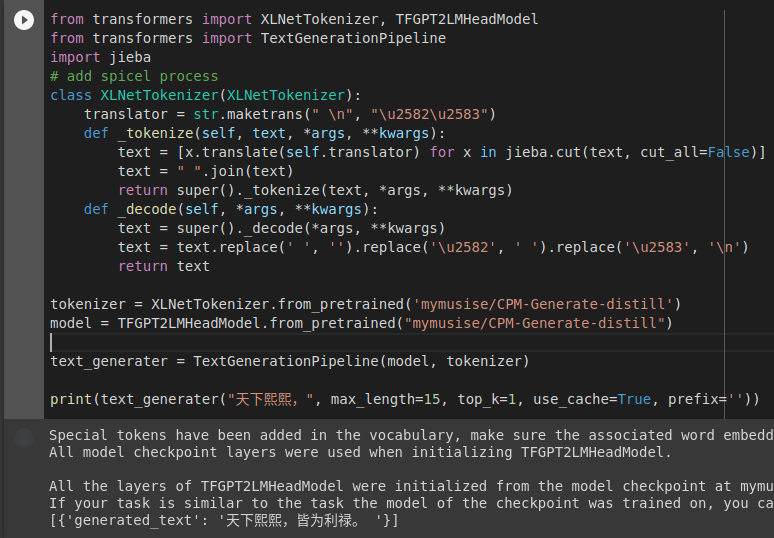 from transformers import XLNetTokenizer, TFGPT2LMHeadModel
from transformers import TextGenerationPipeline
import jieba
# add spicel process
class XLNetTokenizer(XLNetTokenizer):
    translator = str.maketrans(" \n", "\u2582\u2583")
    def _tokenize(self, text, *args, **kwargs):
        text = [x.translate(self.translator) for x in jieba.cut(text, cut_all=False)]
        text = " ".join(text)
        return super()._tokenize(text, *args, **kwargs)
    def _decode(self, *args, **kwargs):
        text = super()._decode(*args, **kwargs)
        text = text.replace(' ', '').replace('\u2582', ' ').replace('\u2583', '\n')
        return text
tokenizer = XLNetTokenizer.from_pretrained('mymusise/CPM-Generate-distill')
model = TFGPT2LMHeadModel.from_pretrained("mymusise/CPM-Generate-distill")
text_generater = TextGenerationPipeline(model, tokenizer)
print(text_generater("天下熙熙，", max_length=15, top_k=1, use_cache=True, prefix=''))
Special tokens have been added in the vocabulary, make sure the associated word embedd
All model checkpoint layers were used when initializing TFGPT2LMHeadModel.
All the layers of TFGPT2LMHeadModel were initialized from the model checkpoint at mymu
If your task is similar to the task the model of the checkpoint was trained on, you ca
[{'generated_text': '天下熙熙，皆为利禄。 '}]